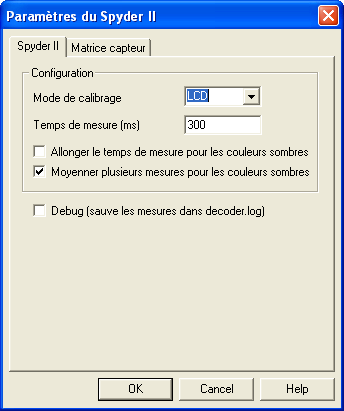 Paramètres du Spyder II
Spyder II
Matrice capteur
Configuration
Mode de calibrage
LCD
Temps de mesure (ms)
300
Allonger le temps de mesure pour les couleurs sombres
Moyenner plusieurs mesures pour les couleurs sombres
Debug (sauve les mesures dans decoder.log)
OK
Cancel
Help